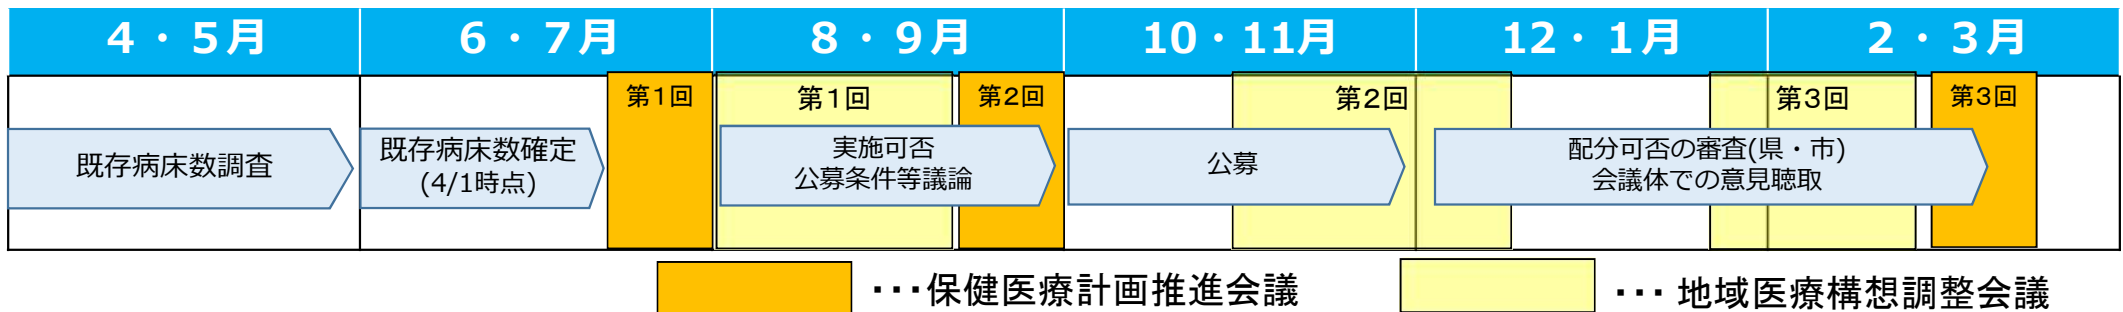 ４・５月
６・７月
８・９月
10・11月
12・１月
２・３月
第１回
第１回
第２回
第２回
第３回
第３回
既存病床数調査
既存病床数確定
(4/1時点)
実施可否
公募条件等議論
公募
配分可否の審査(県・市)
会議体での意見聴取
・・・保健医療計画推進会議
・・・ 地域医療構想調整会議